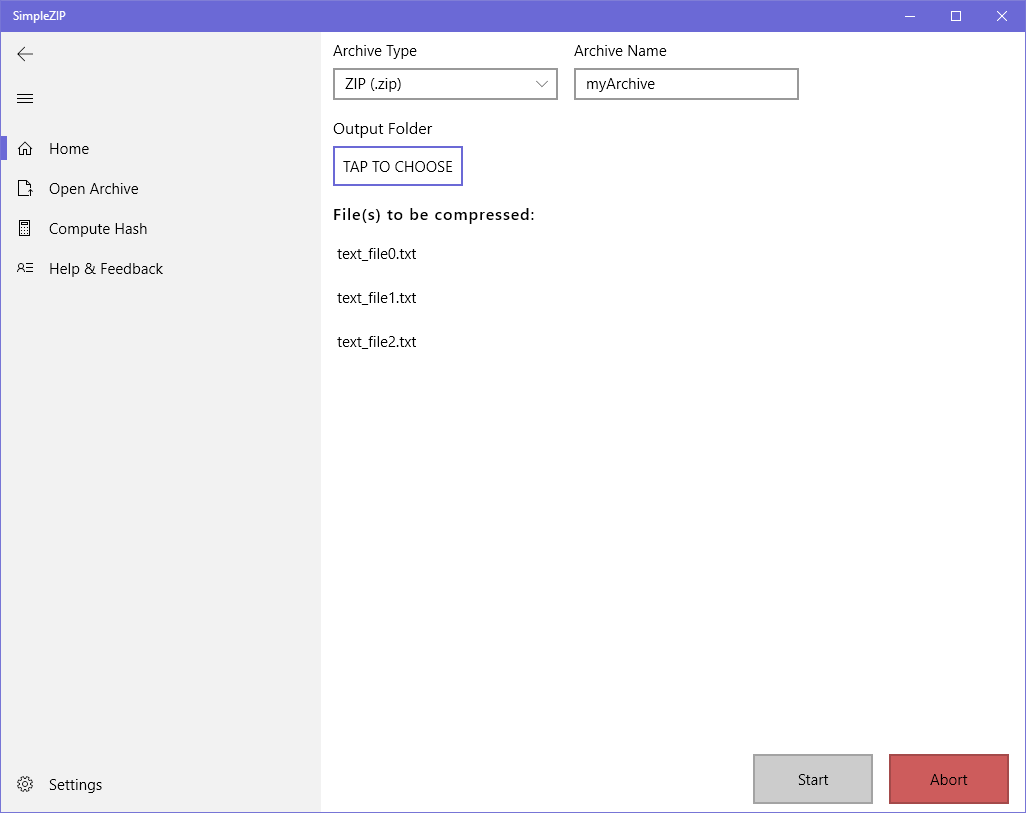 SimpleZIP
Home
Open Archive
Compute Hash
Help & Feedback
Settings
Archive Type
Archive Name
ZIP (.zip)
myArchive
Output Folder
TAP TO CHOOSE
File(s) to be compressed:
text_file0.txt
text_file1.txt
text_file2.txt
Start
Abort